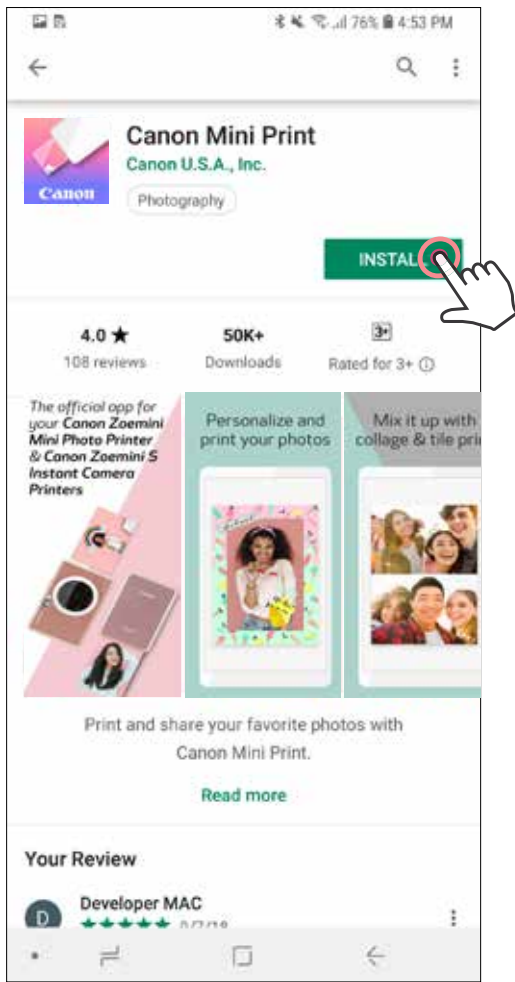 76% 4:53 PM
Canon Mini Print
Canon U.S.A., Inc.
Canon
Photography
INSTALL
4.0 ★
108 reviews
50K+
Downloads
3+
Rated for 3+
The official app for
your Canon Zoemini
Mini Photo Printer
& Canon Zoemini S
Instant Camera
Printers
Personalize and
print your photos
Mix it up with
collage & tile pri
Print and share your favorite photos with
Canon Mini Print.
Read more
Your Review
D
Developer MAC
★★★★★